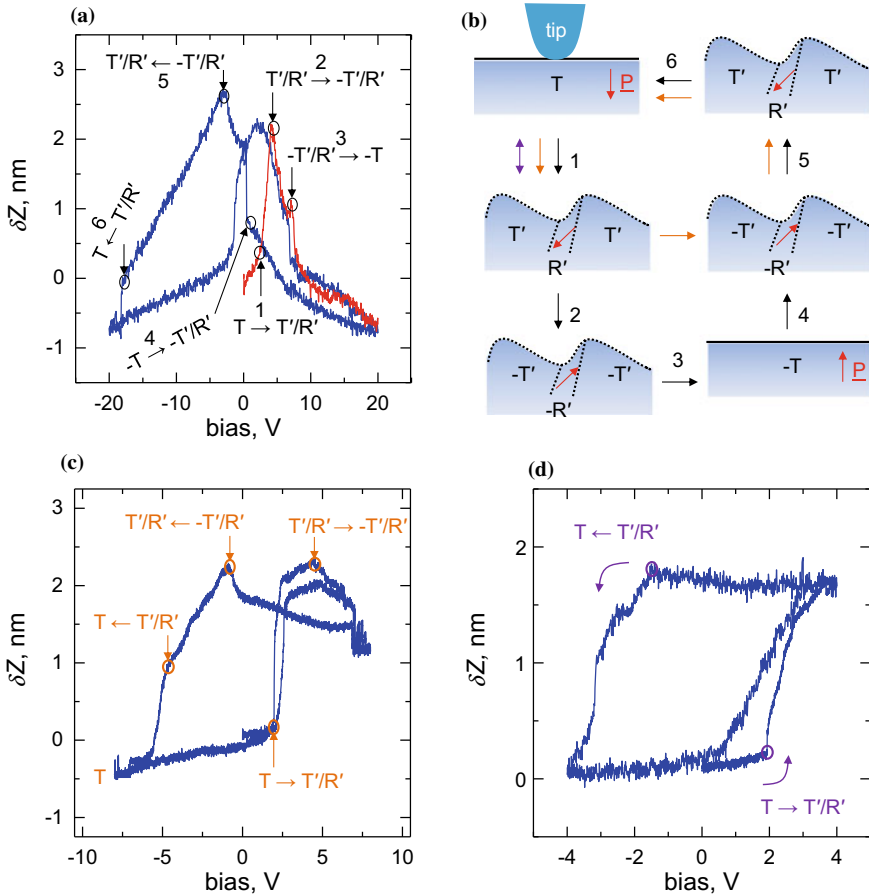 (a)
T′/R′ ← -T′/R′
5
2
T′/R′ → -T′/R′
3
-T′/R′ → -T
6
T ← T′/R′
4
-T → -T′/R′
1
T → T′/R′
3
2
1
0
-1
δZ, nm
-20 -10 0 10 20
bias, V
(b)
tip
T
P
6
T′ T′
R′
1
5
T′ T′
R′
-T′ -T′
-R′
2
4
-T′ -T′
-R′
3
-T
P
(c)
T′/R′ ← -T′/R′
T′/R′ → -T′/R′
T ← T′/R′
T
T → T′/R′
3
2
1
0
-1
δZ, nm
-10 -5 0 5 10
bias, V
(d)
T ← T′/R′
T → T′/R′
2
1
0
δZ, nm
-4 -2 0 2 4
bias, V